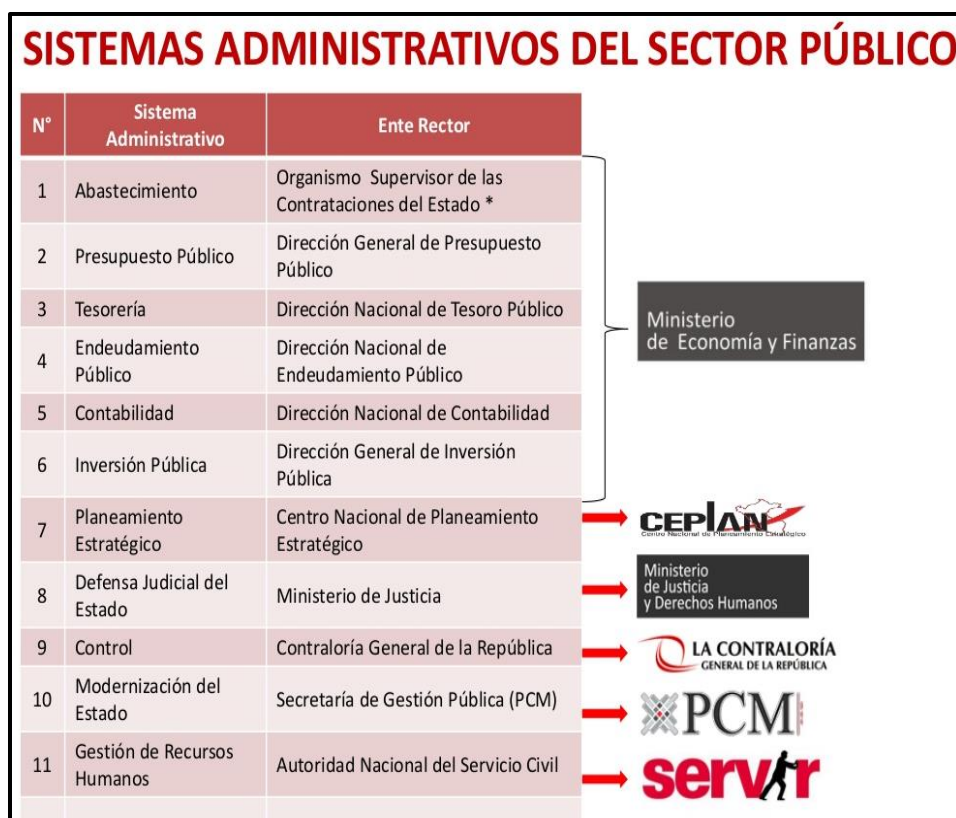 SISTEMAS ADMINISTRATIVOS DEL SECTOR PÚBLICO
N°
Sistema
Administrativo
Ente Rector
1
Abastecimiento
Organismo Supervisor de las
Contrataciones del Estado *
2
Presupuesto Público
Dirección General de Presupuesto
Público
3
Tesorería
Dirección Nacional de Tesoro Público
4
Endeudamiento
Público
Dirección Nacional de
Endeudamiento Público
5
Contabilidad
Dirección Nacional de Contabilidad
6
Inversión Pública
Dirección General de Inversión
Pública
Ministerio
de Economía y Finanzas
7
Planeamiento
Estratégico
Centro Nacional de Planeamiento
Estratégico
CEPLAN
Centro Nacional de Planeamiento Estratégico
8
Defensa Judicial del
Estado
Ministerio de Justicia
Ministerio
de Justicia
y Derechos Humanos
9
Control
Contraloría General de la República
LA CONTRALORÍA
GENERAL DE LA REPÚBLICA
10
Modernización del
Estado
Secretaría de Gestión Pública (PCM)
PCM
11
Gestión de Recursos
Humanos
Autoridad Nacional del Servicio Civil
servir